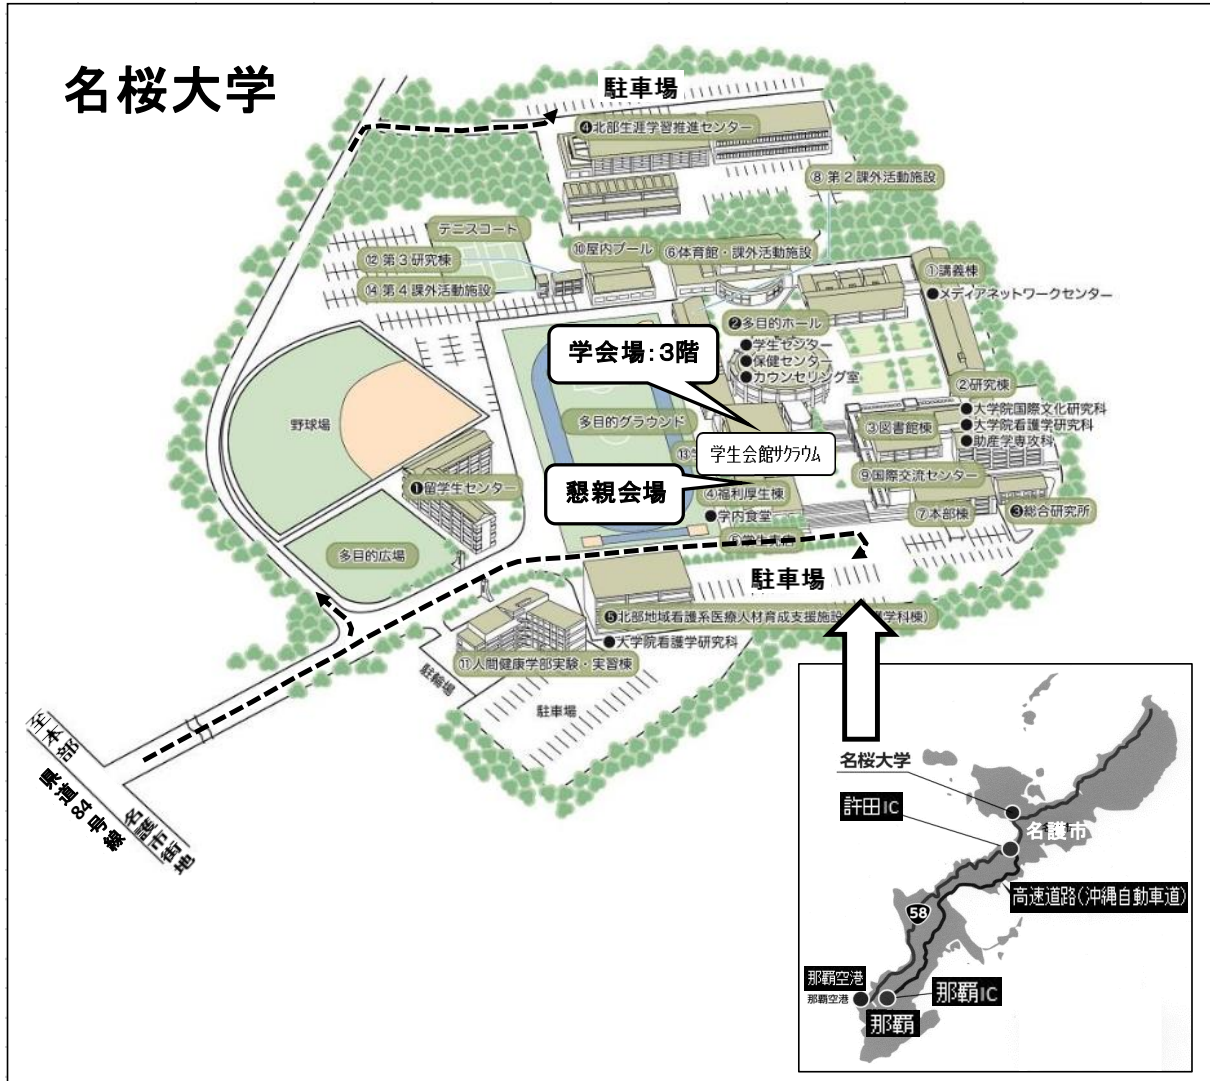 名桜大学
駐車場
❹北部生涯学習推進センター
⑧第2課外活動施設
テニスコート
⑫第3研究棟
⑭第4課外活動施設
⑩屋内プール
⑥体育館・課外活動施設
①講義棟
●メディアネットワークセンター
❷多目的ホール
●学生センター
●保健センター
●カウンセリング室
学会場:3階
②研究棟
●大学院国際文化研究科
●大学院看護学研究科
●助産学専攻科
③図書館棟
野球場
多目的グラウンド
⑬
学生会館サクラウム
⑨国際交流センター
❶留学生センター
懇親会場
④福利厚生棟
●学内食堂
⑦本部棟
❸総合研究所
⑤学生売店
多目的広場
駐車場
❺北部地域看護系医療人材育成支援施設
学科棟)
●大学院看護学研究科
⑪人間健康学部実験・実習棟
駐輪場
駐車場
至本部
県道84号線
名護市街地
名桜大学
許田IC
名護市
高速道路(沖縄自動車道)
58
那覇空港
那覇空港
那覇IC
那覇